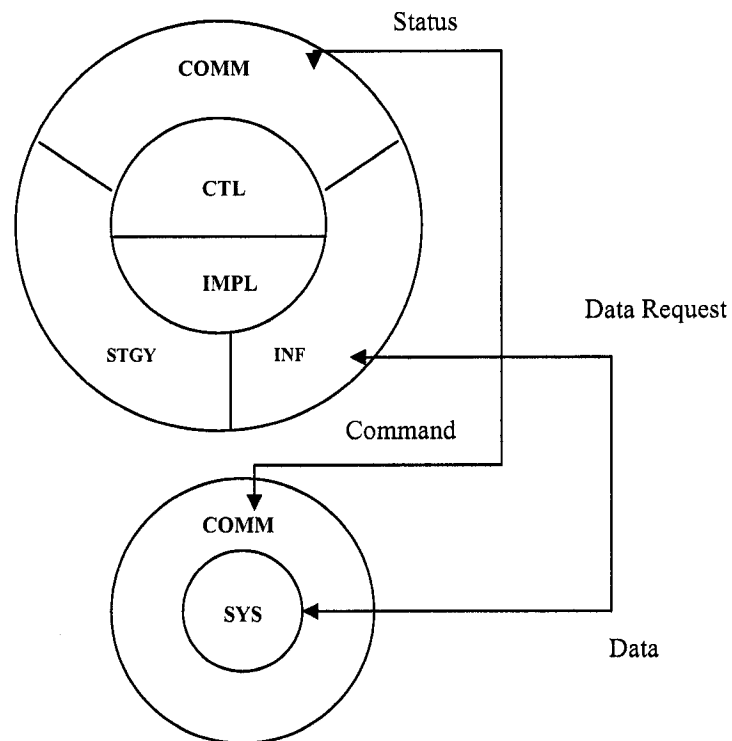 Status
COMM
CTL
IMPL
Data Request
STGY
INF
Command
COMM
SYS
Data